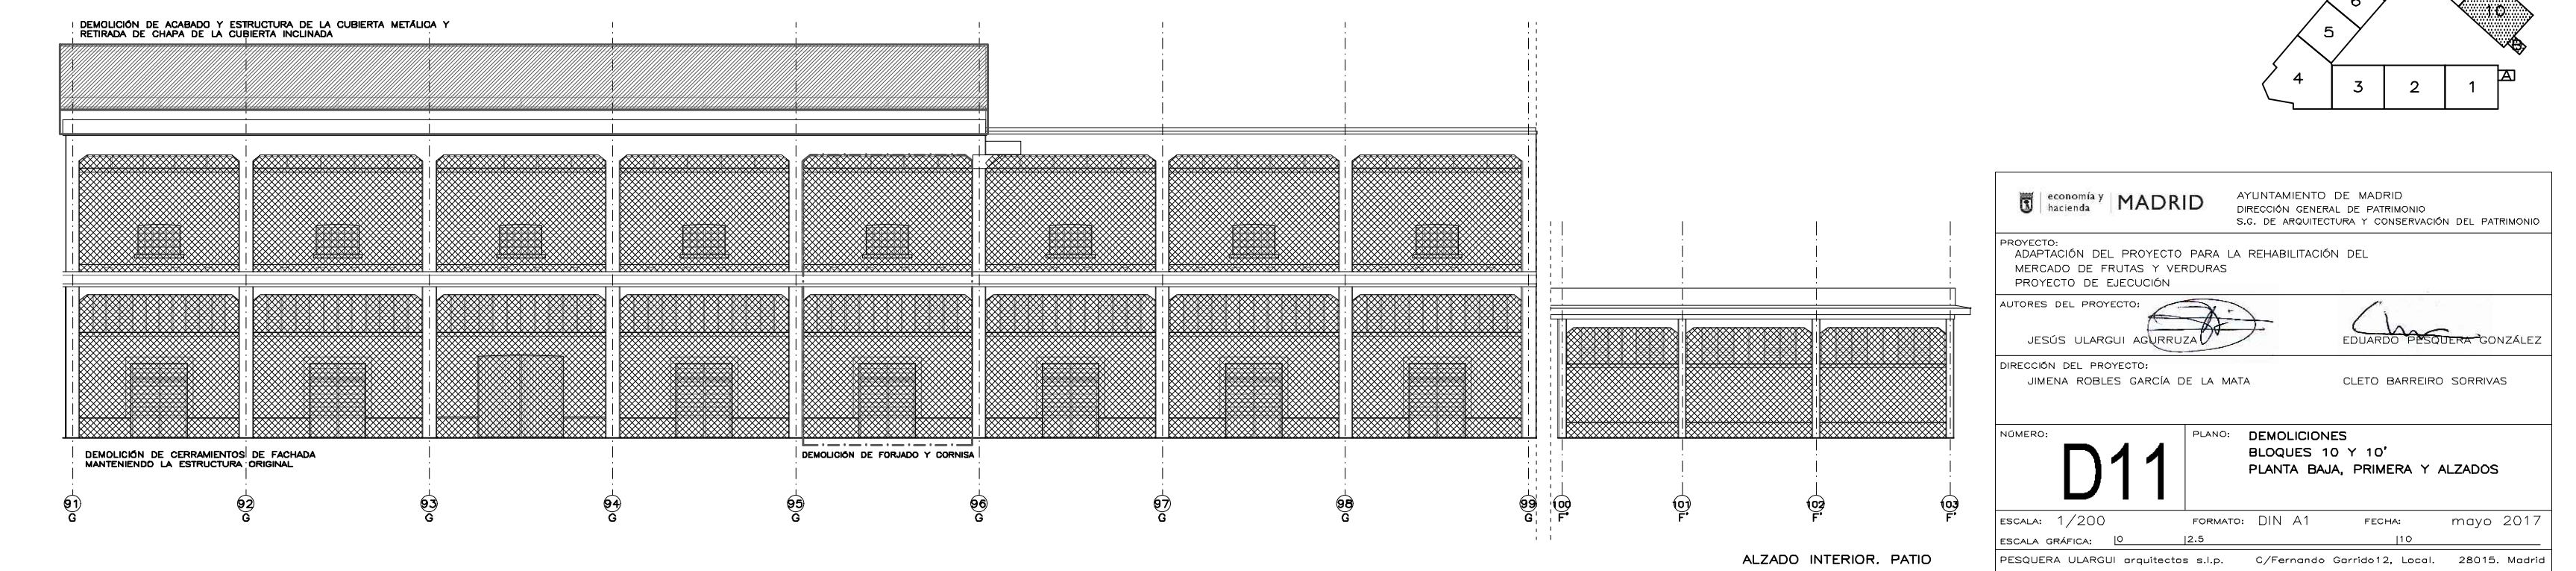 DEMOLICIÓN DE ACABADO Y ESTRUCTURA DE LA CUBIERTA METÁLICA Y
RETIRADA DE CHAPA DE LA CUBIERTA INCLINADA
DEMOLICIÓN DE CERRAMIENTOS DE FACHADA
MANTENIENDO LA ESTRUCTURA ORIGINAL
DEMOLICIÓN DE FORJADO Y CORNISA
91 92 93 94 95 96 97 98 99 100 101 102 103
G G G G G G G G G F' F' F' F'
ALZADO INTERIOR. PATIO
6
10
5
B
4
3 2 1
A
economía y
hacienda
MADRID
AYUNTAMIENTO DE MADRID
DIRECCIÓN GENERAL DE PATRIMONIO
S.G. DE ARQUITECTURA Y CONSERVACIÓN DEL PATRIMONIO
PROYECTO:
ADAPTACIÓN DEL PROYECTO PARA LA REHABILITACIÓN DEL
MERCADO DE FRUTAS Y VERDURAS
PROYECTO DE EJECUCIÓN
AUTORES DEL PROYECTO:
JESÚS ULARGUI AGURRUZA EDUARDO PESQUERA GONZÁLEZ
DIRECCIÓN DEL PROYECTO:
JIMENA ROBLES GARCÍA DE LA MATA CLETO BARREIRO SORRIVAS
NÚMERO:
D11
PLANO: DEMOLICIONES
BLOQUES 10 Y 10'
PLANTA BAJA, PRIMERA Y ALZADOS
ESCALA: 1/200 FORMATO: DIN A1 FECHA: mayo 2017
ESCALA GRÁFICA: |0 |2.5 |10
PESQUERA ULARGUI arquitectos s.l.p. C/Fernando Garrido12, Local. 28015. Madrid